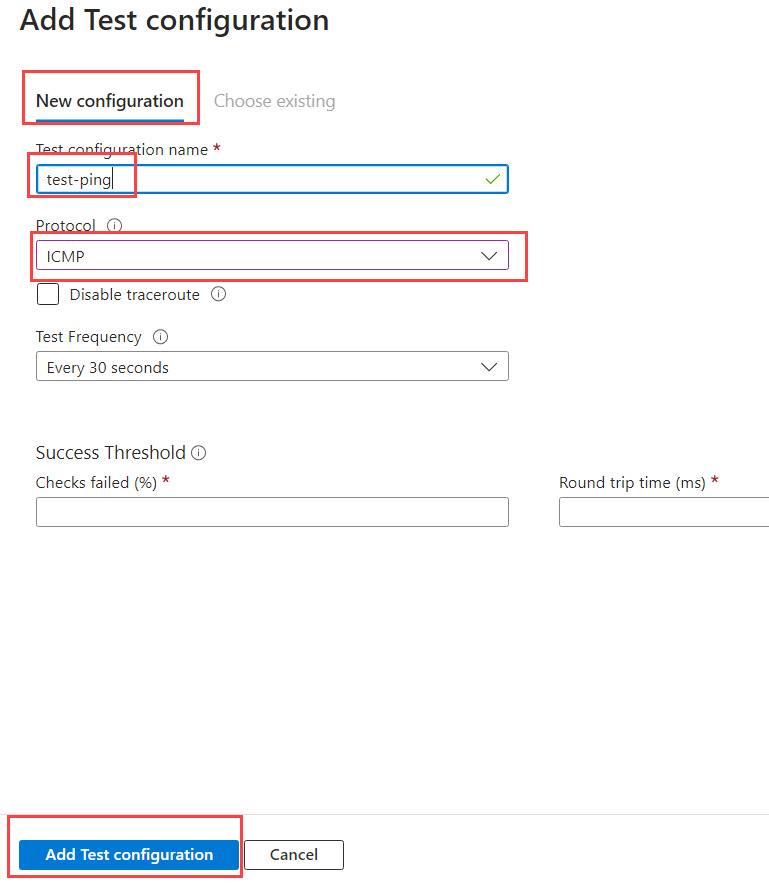 Add Test configuration
New configuration Choose existing
Test configuration name *
test-ping
Protocol
ICMP
Disable traceroute
Test Frequency
Every 30 seconds
Success Threshold
Checks failed (%) * Round trip time (ms) *
Add Test configuration Cancel